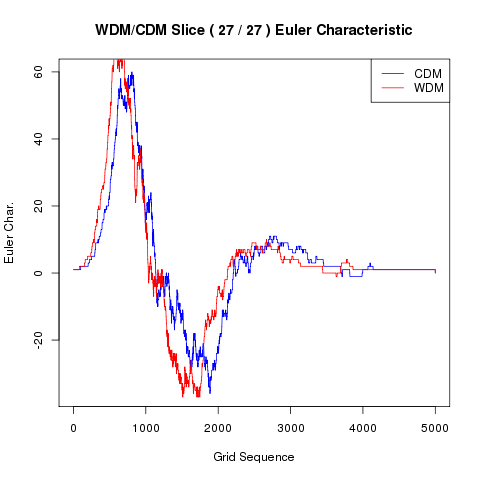 WDM/CDM Slice ( 27 / 27 ) Euler Characteristic
CDM
WDM
Euler Char.
60
40
20
0
-20
0 1000 2000 3000 4000 5000
Grid Sequence